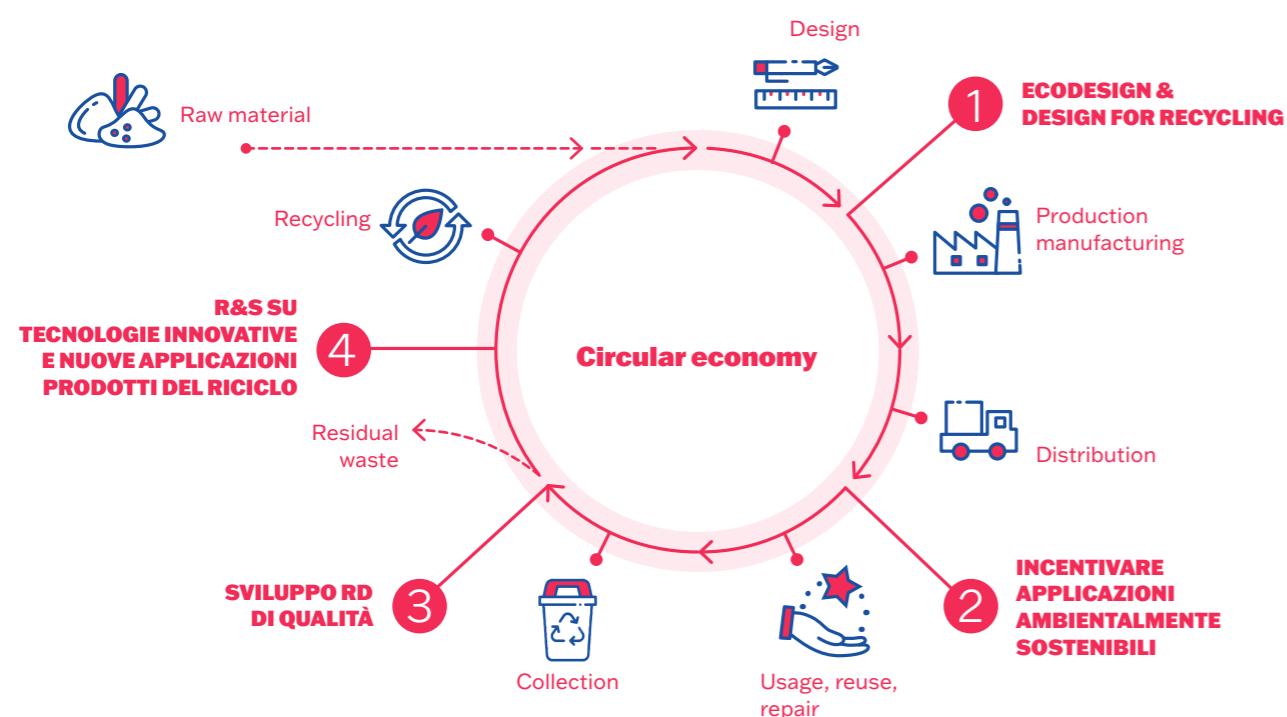 Design
1
ECODESIGN &
DESIGN FOR RECYCLING
Raw material
Production
manufacturing
Recycling
R&S SU
TECNOLOGIE INNOVATIVE
E NUOVE APPLICAZIONI
PRODOTTI DEL RICICLO
4
Circular economy
Residual
waste
Distribution
SVILUPPO RD
DI QUALITÀ
3
2
INCENTIVARE
APPLICAZIONI
AMBIENTALMENTE
SOSTENIBILI
Collection
Usage, reuse,
repair